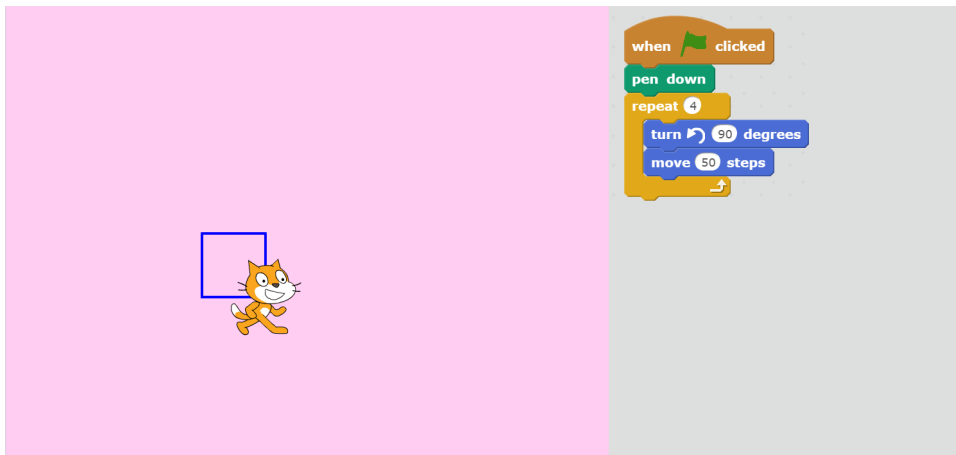 when clicked
pen down
repeat 4
turn 90 degrees
move 50 steps